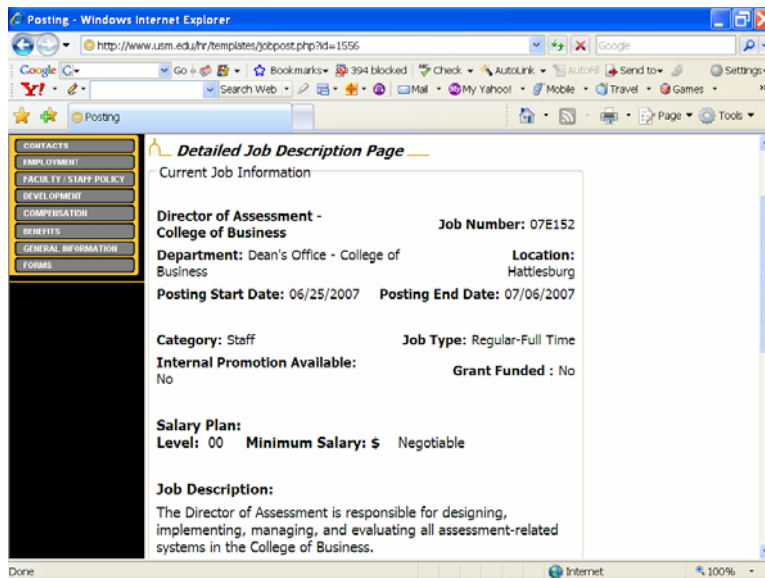 Posting - Windows Internet Explorer
http://www.usm.edu/hr/templates/jobpost.php?id=1556
Google
Google G Go Bookmarks 394 blocked Check AutoLink AutoFill Send to Settings
Y! Search Web Mail My Yahoo! Mobile Travel Games
Posting Page Tools
CONTACTS
EMPLOYMENT
FACULTY / STAFF POLICY
DEVELOPMENT
COMPENSATION
BENEFITS
GENERAL INFORMATION
FORMS
Detailed Job Description Page
Current Job Information
Director of Assessment -
College of Business
Job Number: 07E152
Department: Dean's Office - College of
Business
Location:
Hattiesburg
Posting Start Date: 06/25/2007 Posting End Date: 07/06/2007
Category: Staff Job Type: Regular-Full Time
Internal Promotion Available:
No
Grant Funded : No
Salary Plan:
Level: 00 Minimum Salary: $ Negotiable
Job Description:
The Director of Assessment is responsible for designing,
implementing, managing, and evaluating all assessment-related
systems in the College of Business.
Done Internet 100%